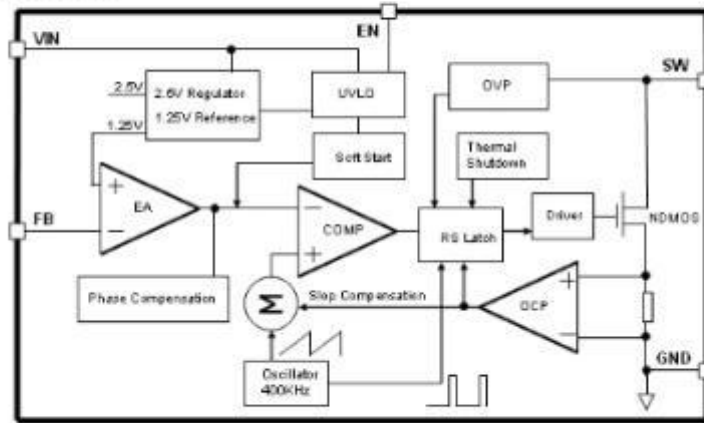 EN
VIN
SW
2.5V
2.6V Regulator
1.25V
1.25V Reference
UVLO
OVP
Soft Start
Thermal
Shutdown
+
EA
−
FB
−
COMP
+
RS Latch
Driver
NDMOS
Phase Compensation
Σ
Slop Compensation
OCP
+
−
Oscillator
400KHz
GND